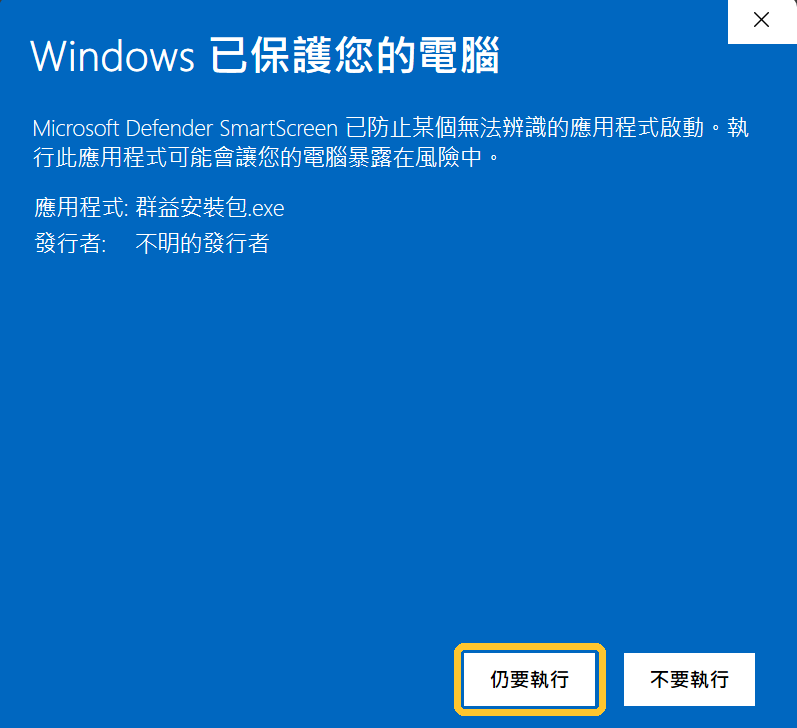 Windows 已保護您的電腦
Microsoft Defender SmartScreen 已防止某個無法辨識的應用程式啟動。執
行此應用程式可能會讓您的電腦暴露在風險中。
應用程式: 群益安裝包.exe
發行者: 不明的發行者
仍要執行 不要執行